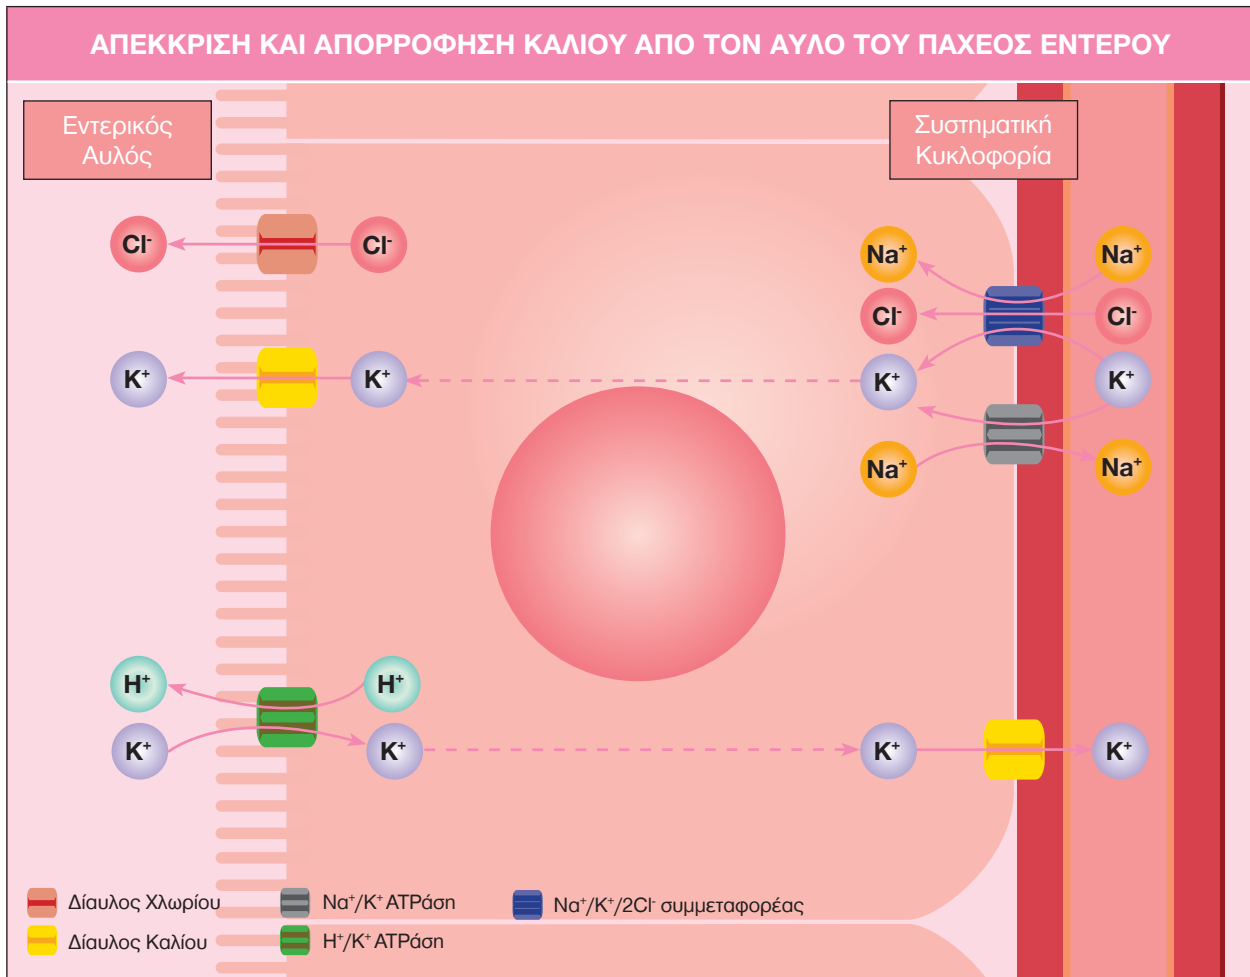 ΑΠΕΚΚΡΙΣΗ ΚΑΙ ΑΠΟΡΡΟΦΗΣΗ ΚΑΛΙΟΥ ΑΠΟ ΤΟΝ ΑΥΛΟ ΤΟΥ ΠΑΧΕΟΣ ΕΝΤΕΡΟΥ
Εντερικός
Αυλός
Συστηματική
Κυκλοφορία
Cl⁻
Cl⁻
Na⁺
Na⁺
Cl⁻
Cl⁻
K⁺
K⁺
K⁺
K⁺
Na⁺
Na⁺
H⁺
H⁺
K⁺
K⁺
K⁺
K⁺
Δίαυλος Χλωρίου
Na⁺/K⁺ ATPάση
Na⁺/K⁺/2Cl⁻ συμμεταφορέας
Δίαυλος Καλίου
H⁺/K⁺ ATPάση